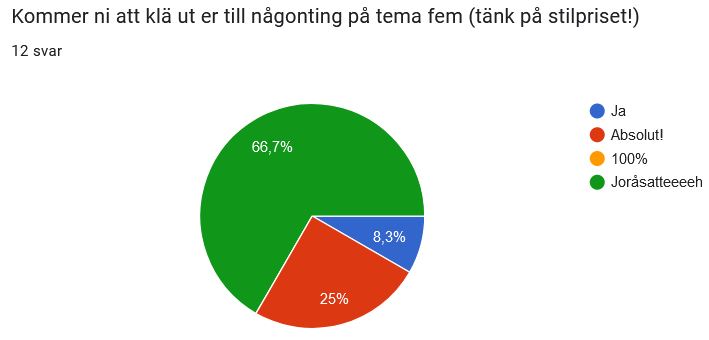 Kommer ni att klä ut er till någonting på tema fem (tänk på stilpriset!)
12 svar
Ja
Absolut!
100%
Joråsatteeeeh
66,7%
8,3%
25%